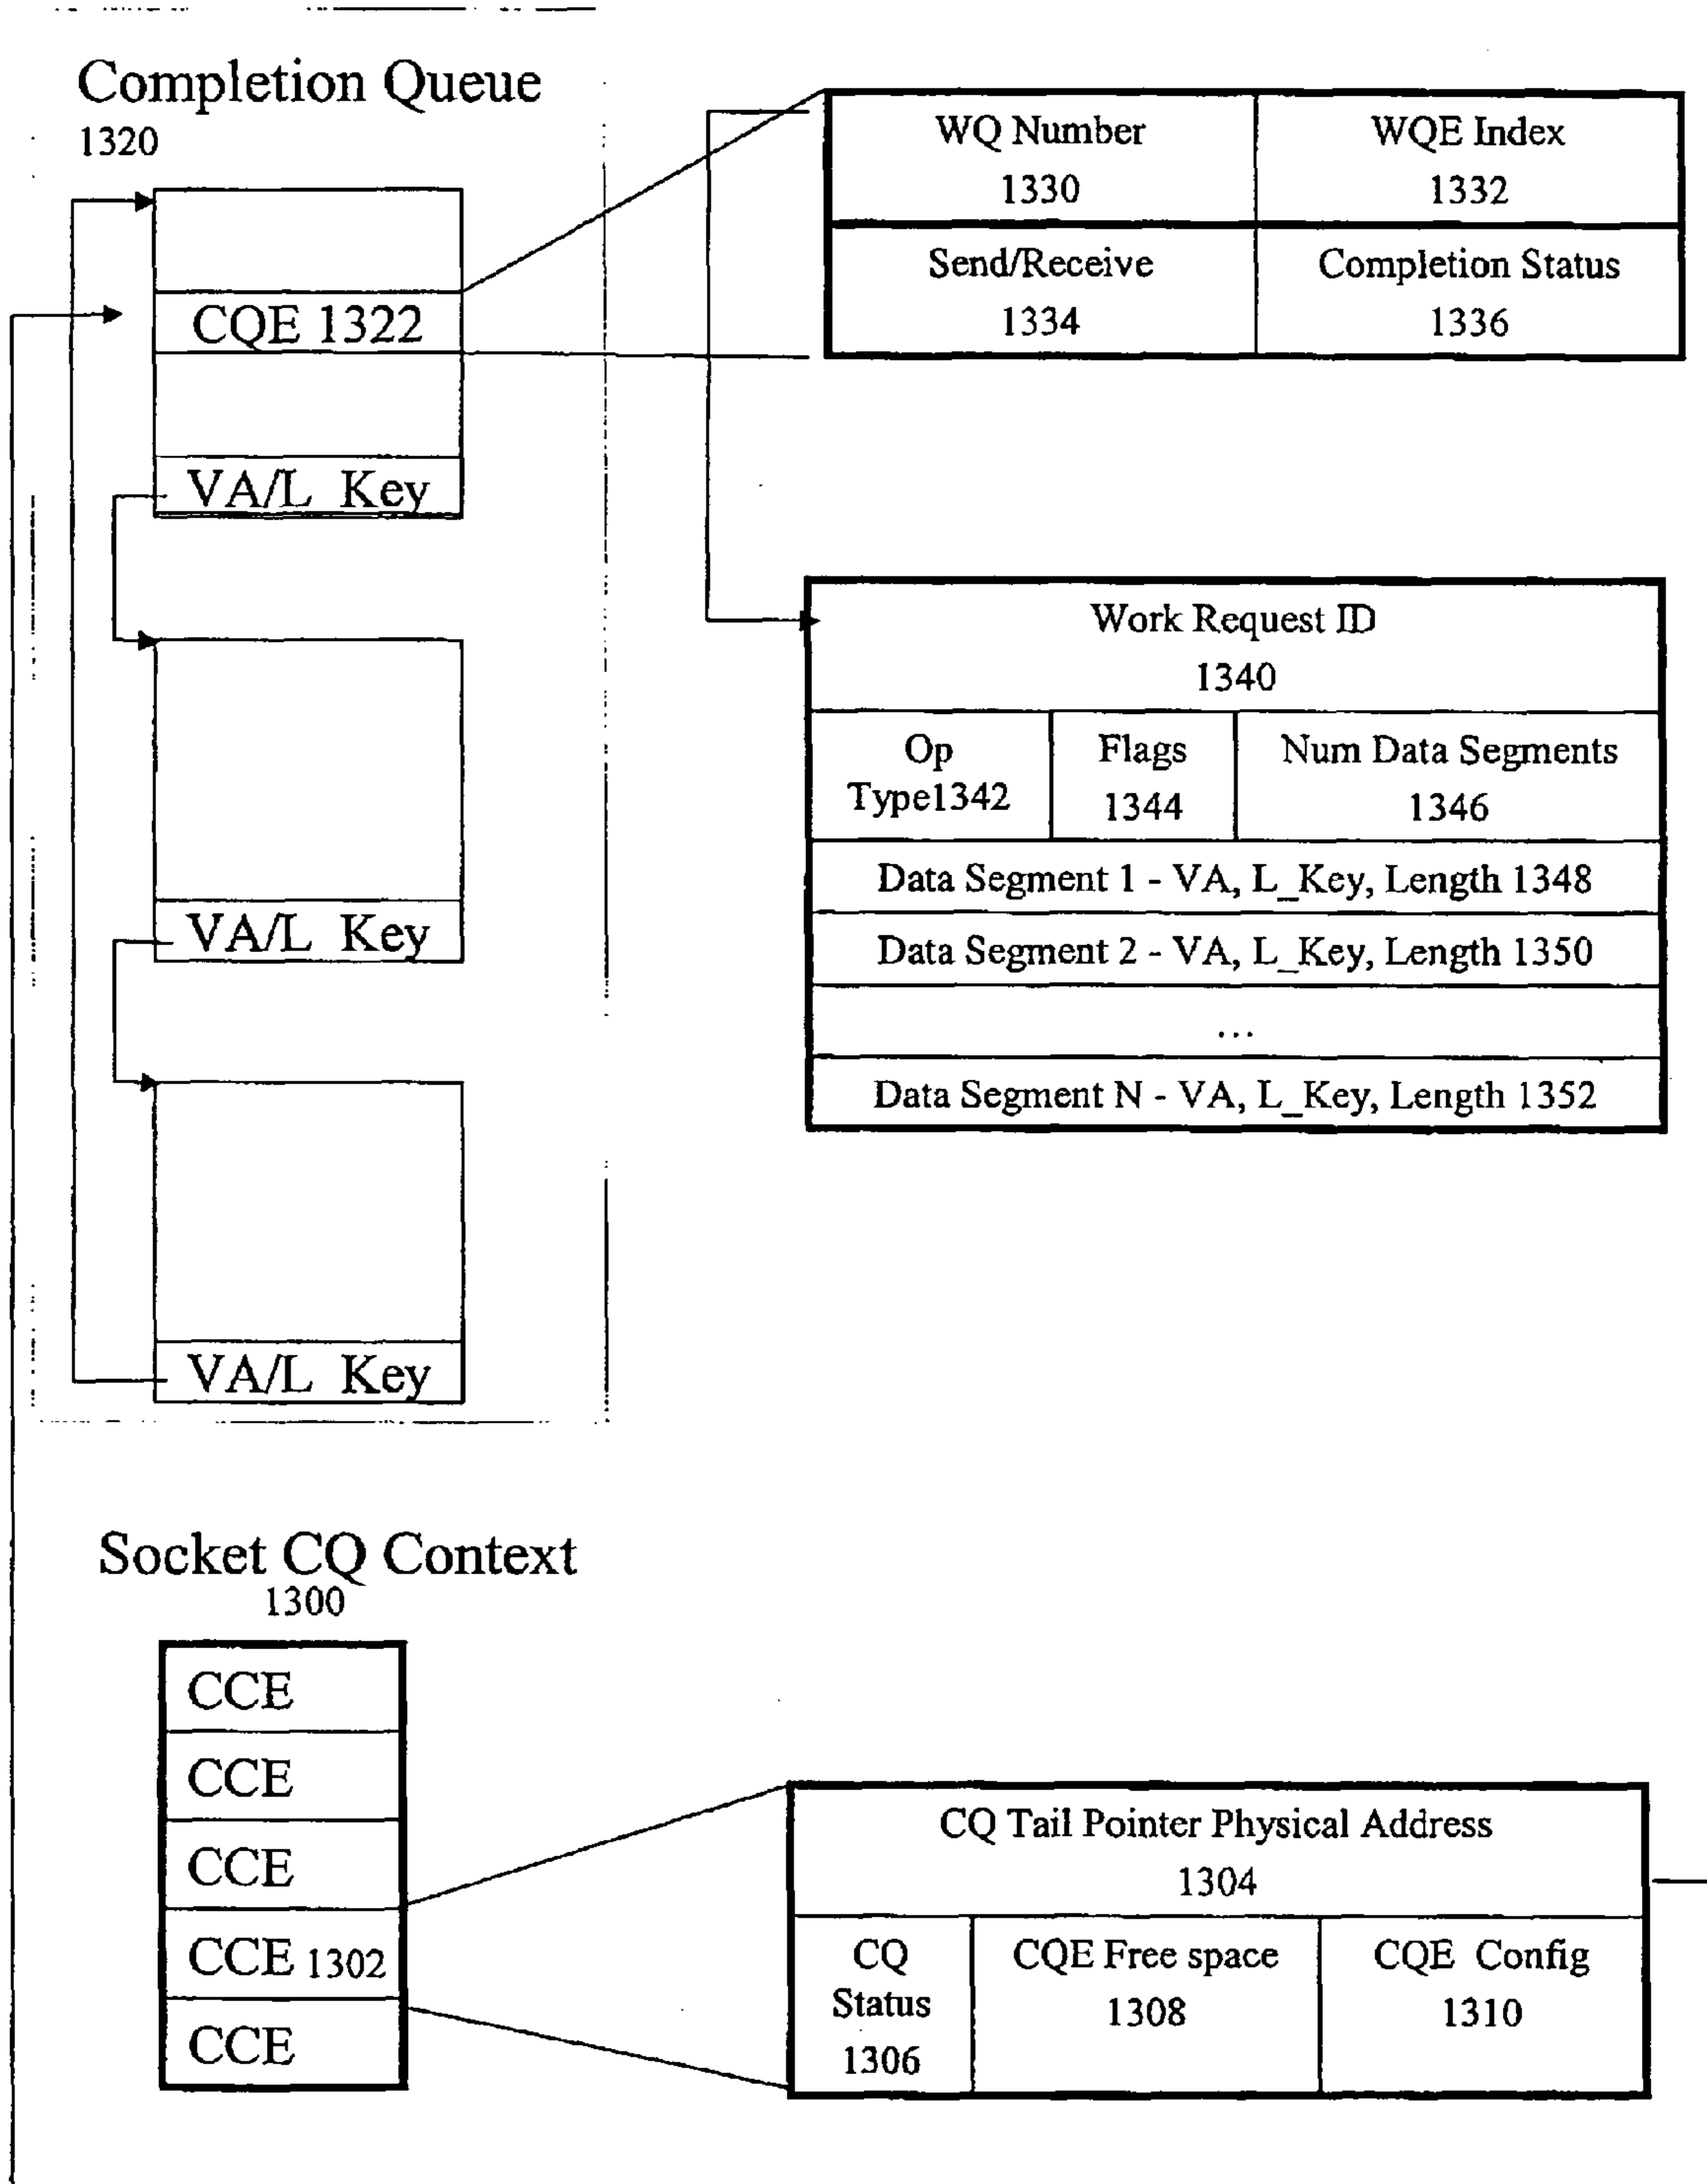 Completion Queue
1320
CQE 1322
VA/L_Key
VA/L_Key
VA/L_Key
WQ Number
1330
WQE Index
1332
Send/Receive
1334
Completion Status
1336
Work Request ID
1340
Op
Type1342
Flags
1344
Num Data Segments
1346
Data Segment 1 - VA, L_Key, Length 1348
Data Segment 2 - VA, L_Key, Length 1350
...
Data Segment N - VA, L_Key, Length 1352
Socket CQ Context
1300
CCE
CCE
CCE
CCE 1302
CCE
CQ Tail Pointer Physical Address
1304
CQ
Status
1306
CQE Free space
1308
CQE Config
1310